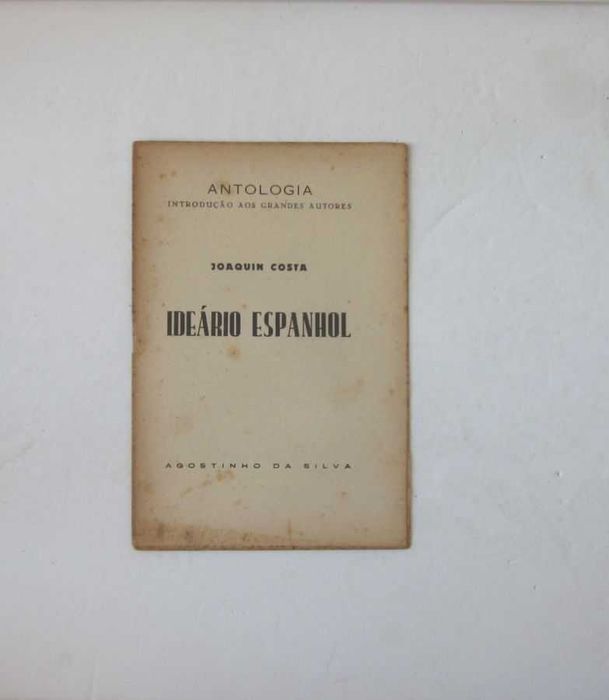 ANTOLOGIA
INTRODUÇÃO AOS GRANDES AUTORES
JOAQUIN COSTA
IDEÁRIO ESPANHOL
AGOSTINHO DA SILVA